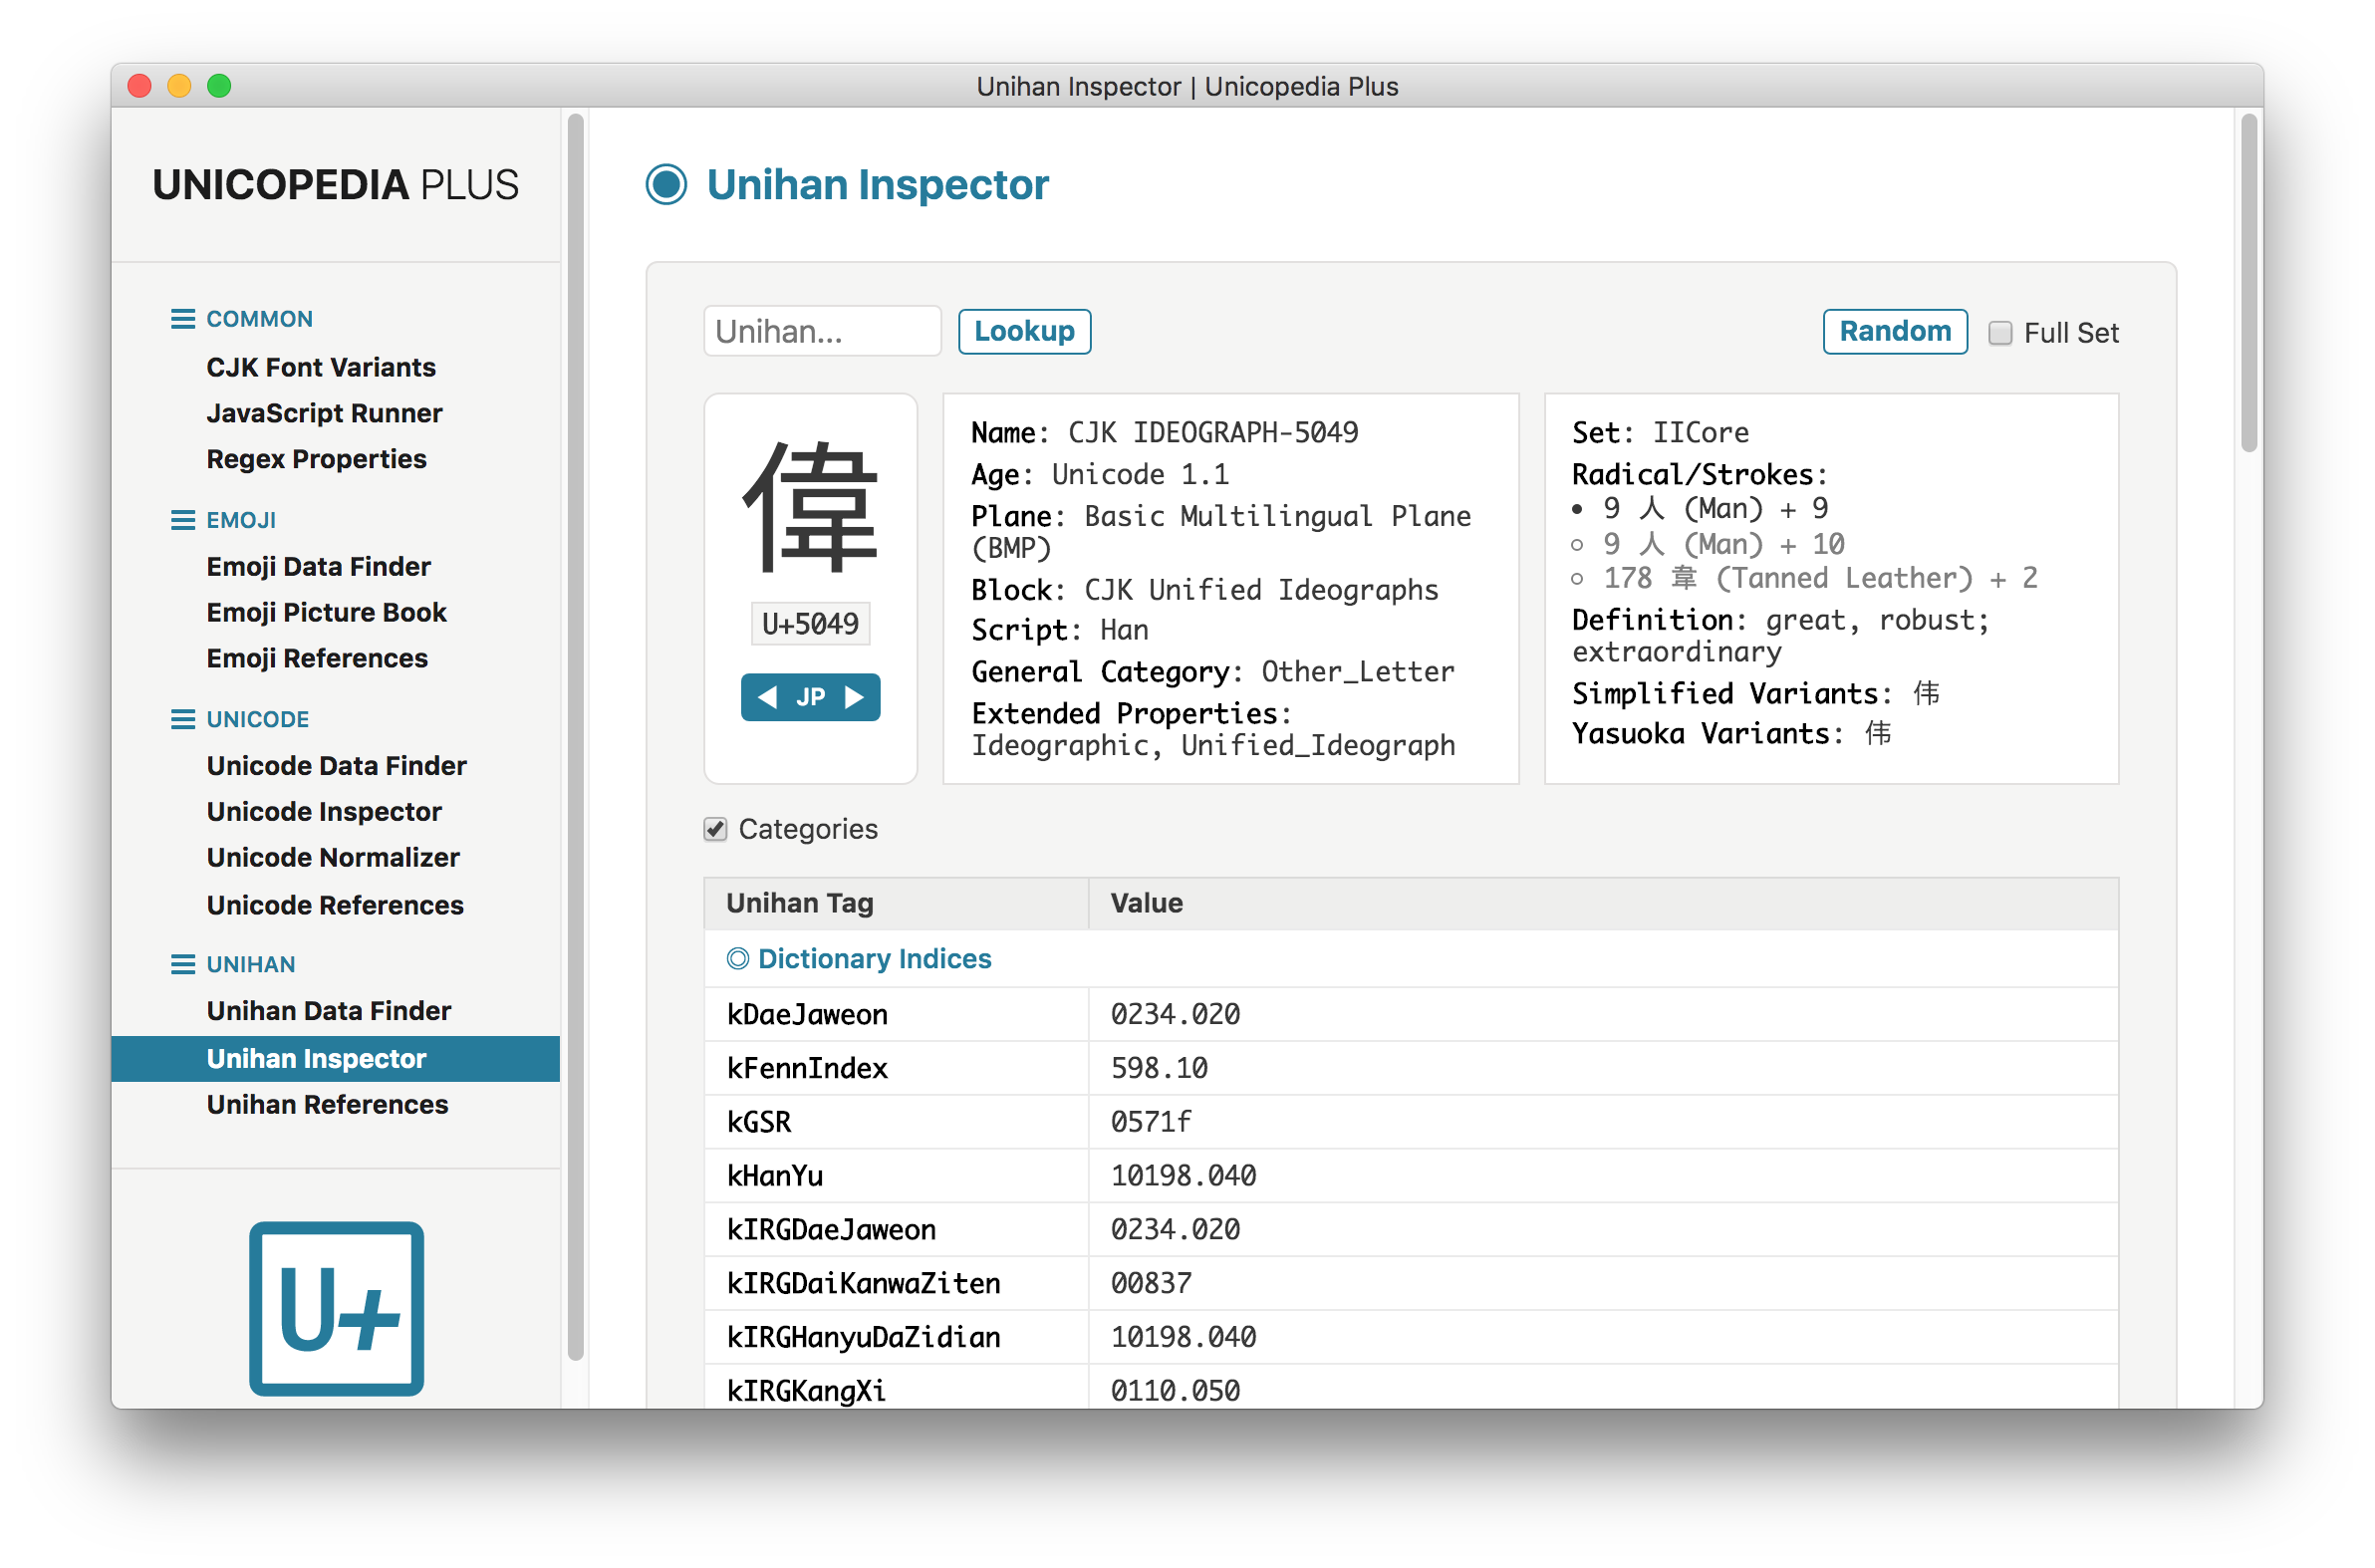 Unihan Inspector | Unicopedia Plus
UNICOPEDIA PLUS
COMMON
CJK Font Variants
JavaScript Runner
Regex Properties
EMOJI
Emoji Data Finder
Emoji Picture Book
Emoji References
UNICODE
Unicode Data Finder
Unicode Inspector
Unicode Normalizer
Unicode References
UNIHAN
Unihan Data Finder
Unihan Inspector
Unihan References
U+
Unihan Inspector
Unihan... Lookup Random Full Set
偉
U+5049
◀ JP ▶
Name: CJK IDEOGRAPH-5049
Age: Unicode 1.1
Plane: Basic Multilingual Plane
(BMP)
Block: CJK Unified Ideographs
Script: Han
General Category: Other_Letter
Extended Properties:
Ideographic, Unified_Ideograph
Set: IICore
Radical/Strokes:
• 9 人 (Man) + 9
◦ 9 人 (Man) + 10
◦ 178 韋 (Tanned Leather) + 2
Definition: great, robust;
extraordinary
Simplified Variants: 伟
Yasuoka Variants: 伟
Categories
Unihan Tag Value
◎ Dictionary Indices
kDaeJaweon 0234.020
kFennIndex 598.10
kGSR 0571f
kHanYu 10198.040
kIRGDaeJaweon 0234.020
kIRGDaiKanwaZiten 00837
kIRGHanyuDaZidian 10198.040
kIRGKangXi 0110.050